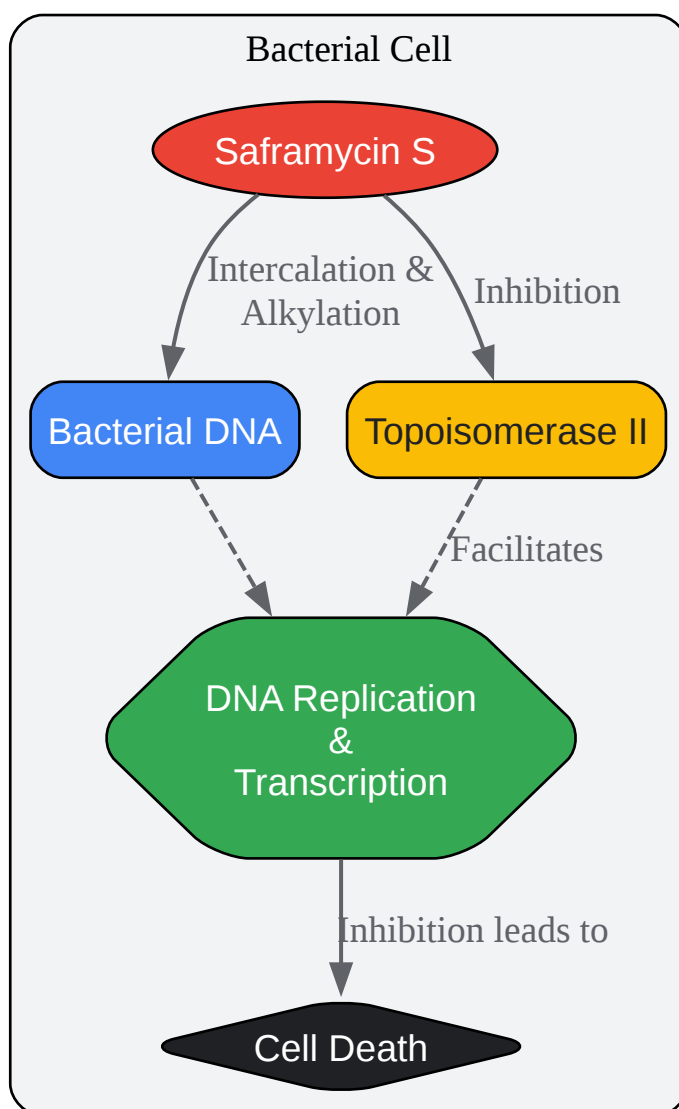 Bacterial Cell
Saframycin S
Intercalation &
Alkylation
Inhibition
Bacterial DNA
Topoisomerase II
Facilitates
DNA Replication
&
Transcription
Inhibition leads to
Cell Death